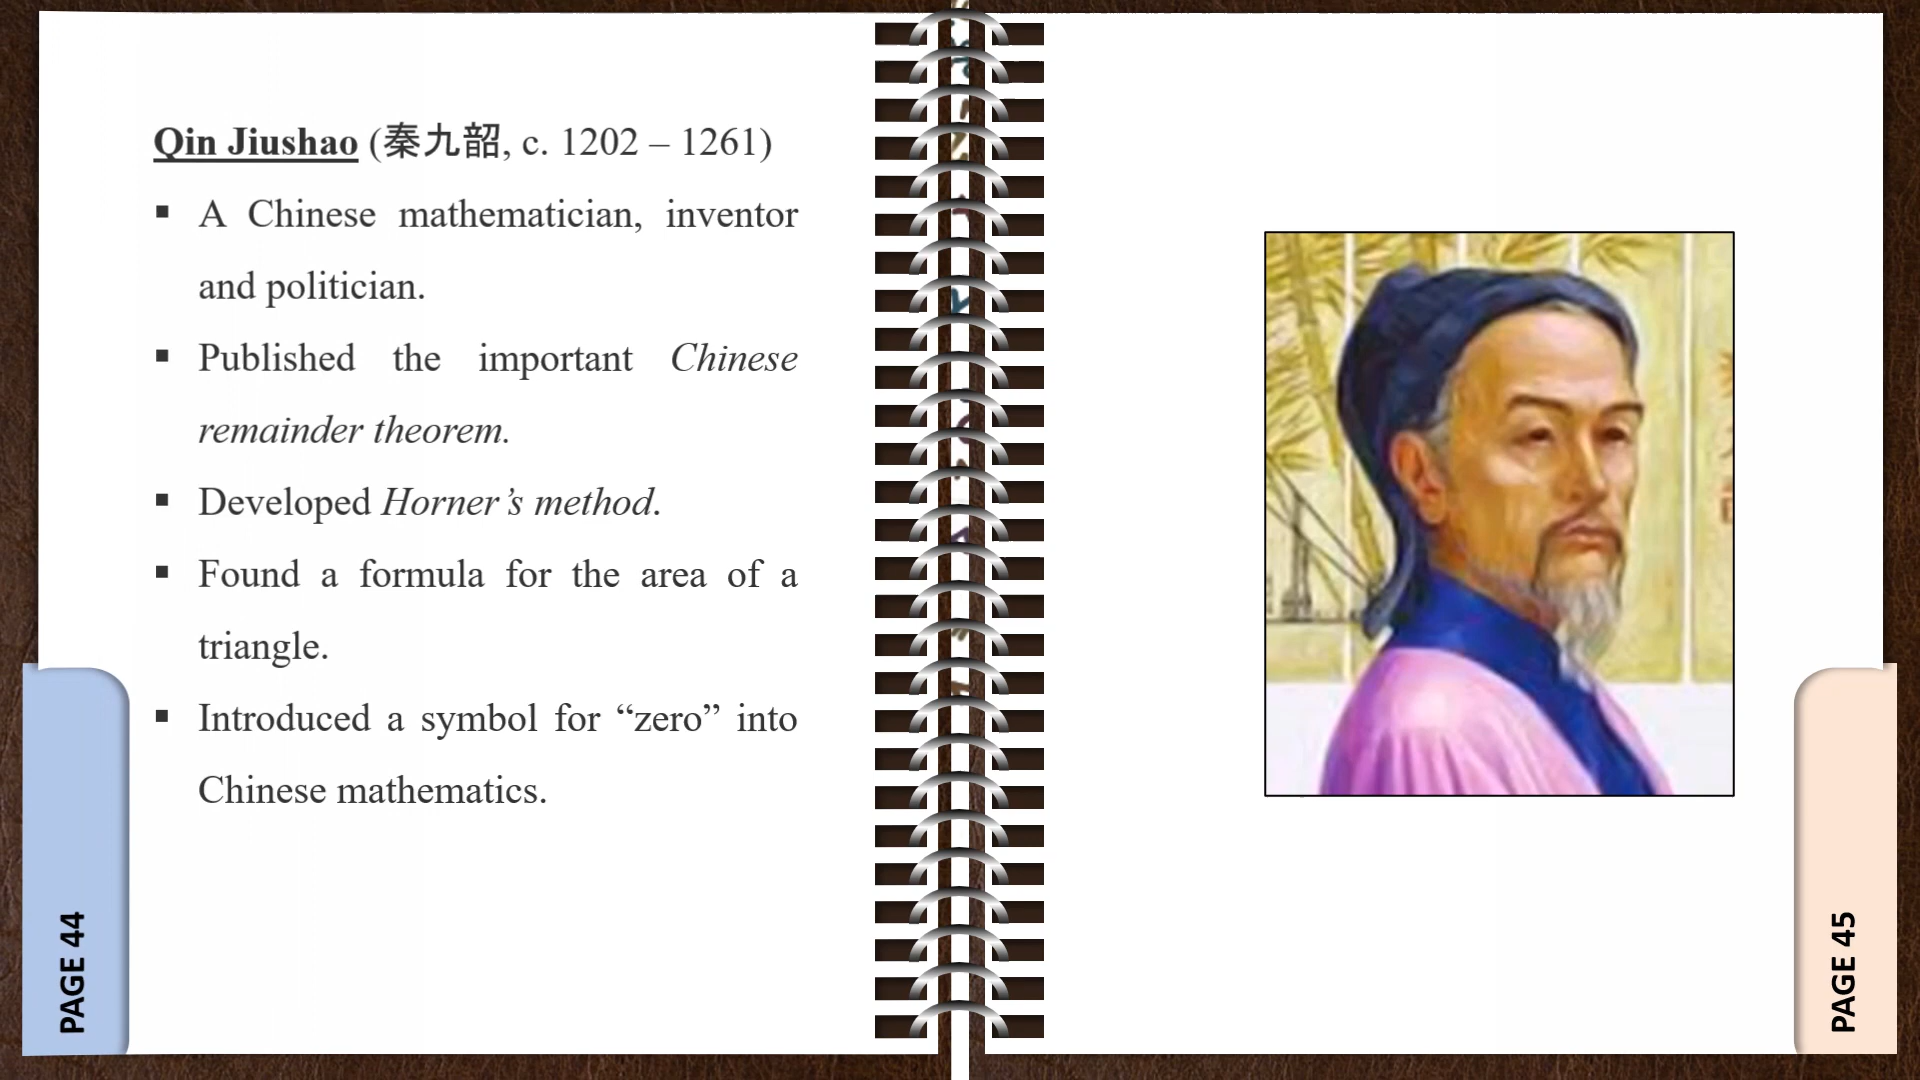 Qin Jiushao (秦九韶, c. 1202 – 1261)
▪ A Chinese mathematician, inventor
and politician.
▪ Published the important Chinese
remainder theorem.
▪ Developed Horner’s method.
▪ Found a formula for the area of a
triangle.
▪ Introduced a symbol for “zero” into
Chinese mathematics.
PAGE 44
PAGE 45